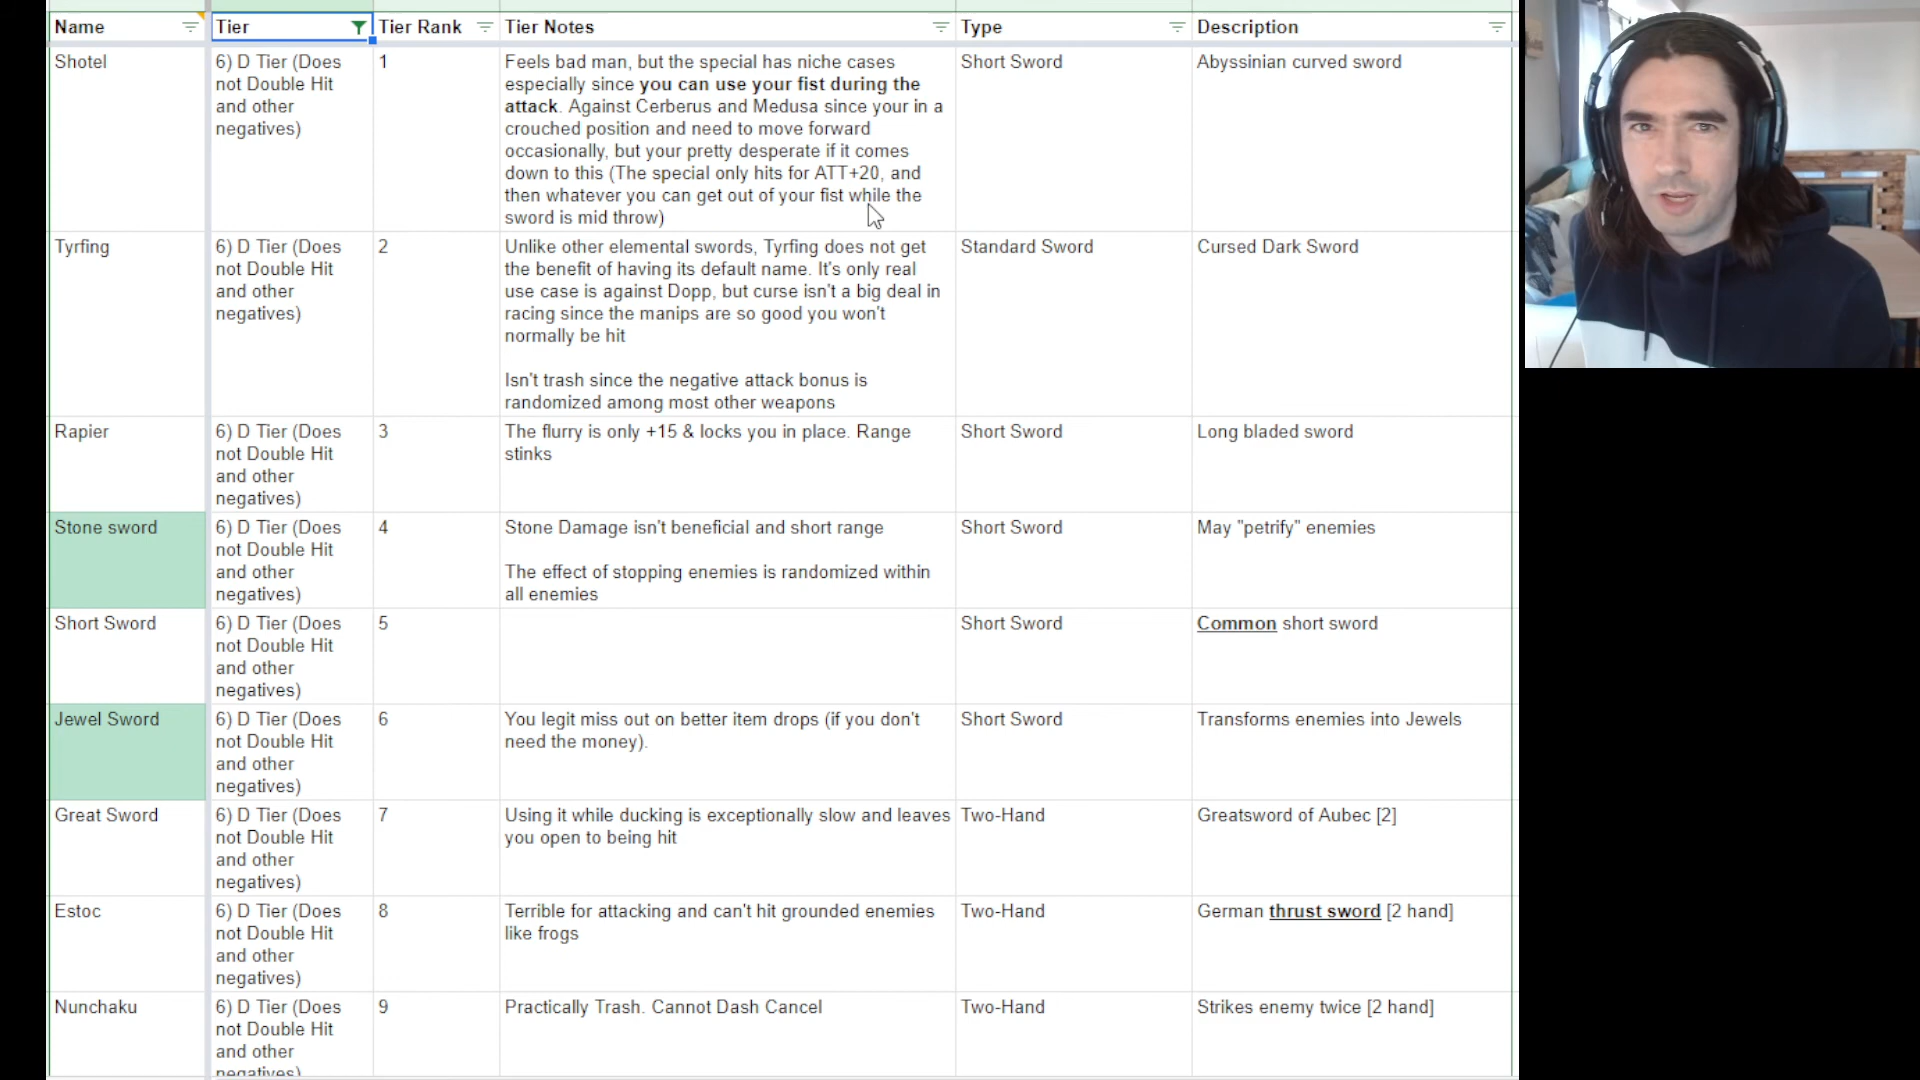 Name Tier Tier Rank Tier Notes Type Description
Shotel
6) D Tier (Does
not Double Hit
and other
negatives)
1
Feels bad man, but the special has niche cases
especially since you can use your fist during the
attack. Against Cerberus and Medusa since your in a
crouched position and need to move forward
occasionally, but your pretty desperate if it comes
down to this (The special only hits for ATT+20, and
then whatever you can get out of your fist while the
sword is mid throw)
Short Sword
Abyssinian curved sword
Tyrfing
6) D Tier (Does
not Double Hit
and other
negatives)
2
Unlike other elemental swords, Tyrfing does not get
the benefit of having its default name. It's only real
use case is against Dopp, but curse isn't a big deal in
racing since the manips are so good you won't
normally be hit
Isn't trash since the negative attack bonus is
randomized among most other weapons
Standard Sword
Cursed Dark Sword
Rapier
6) D Tier (Does
not Double Hit
and other
negatives)
3
The flurry is only +15 & locks you in place. Range
stinks
Short Sword
Long bladed sword
Stone sword
6) D Tier (Does
not Double Hit
and other
negatives)
4
Stone Damage isn't beneficial and short range
The effect of stopping enemies is randomized within
all enemies
Short Sword
May "petrify" enemies
Short Sword
6) D Tier (Does
not Double Hit
and other
negatives)
5
Short Sword
Common short sword
Jewel Sword
6) D Tier (Does
not Double Hit
and other
negatives)
6
You legit miss out on better item drops (if you don't
need the money).
Short Sword
Transforms enemies into Jewels
Great Sword
6) D Tier (Does
not Double Hit
and other
negatives)
7
Using it while ducking is exceptionally slow and leaves
you open to being hit
Two-Hand
Greatsword of Aubec [2]
Estoc
6) D Tier (Does
not Double Hit
and other
negatives)
8
Terrible for attacking and can't hit grounded enemies
like frogs
Two-Hand
German thrust sword [2 hand]
Nunchaku
6) D Tier (Does
not Double Hit
and other
negatives)
9
Practically Trash. Cannot Dash Cancel
Two-Hand
Strikes enemy twice [2 hand]